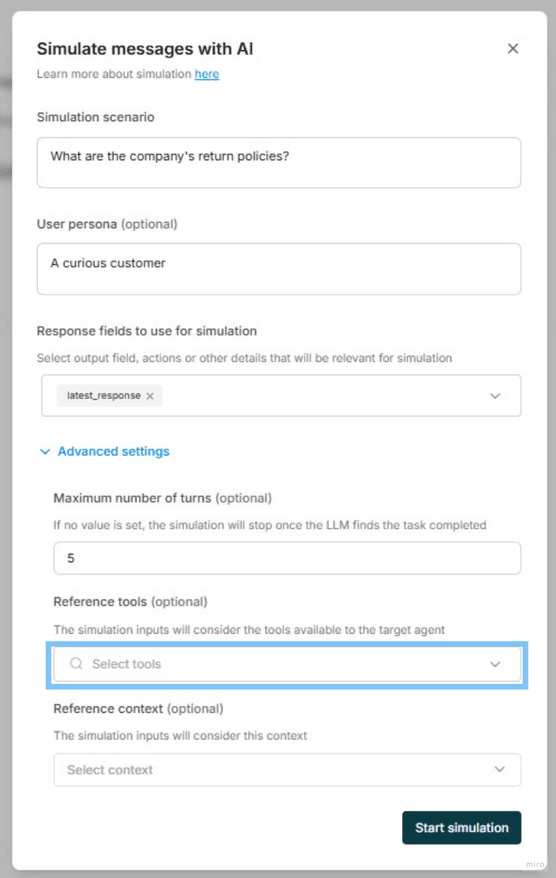 Simulate messages with AI
Learn more about simulation here
Simulation scenario
What are the company's return policies?
User persona (optional)
A curious customer
Response fields to use for simulation
Select output field, actions or other details that will be relevant for simulation
latest_response
Advanced settings
Maximum number of turns (optional)
If no value is set, the simulation will stop once the LLM finds the task completed
5
Reference tools (optional)
The simulation inputs will consider the tools available to the target agent
Select tools
Reference context (optional)
The simulation inputs will consider this context
Select context
Start simulation
miro